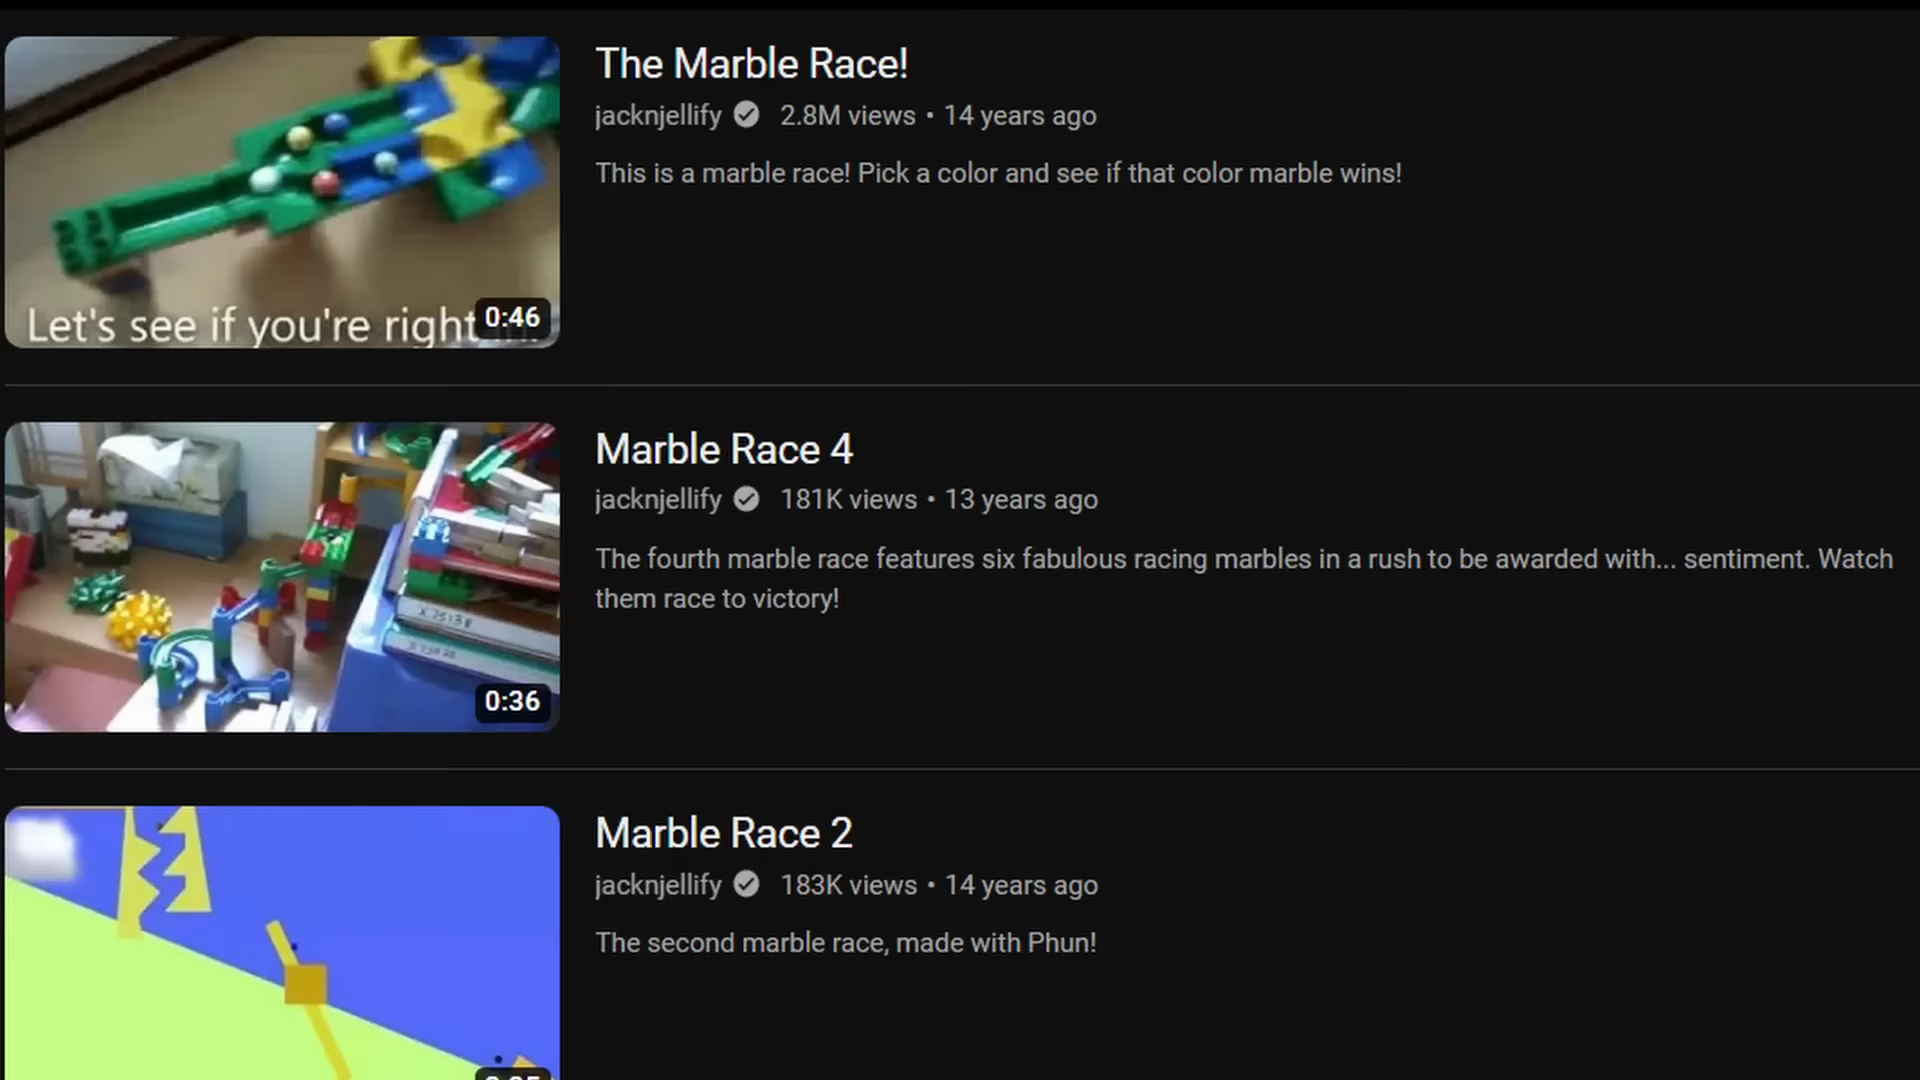 The Marble Race!
jacknjellify 2.8M views • 14 years ago
This is a marble race! Pick a color and see if that color marble wins!
Let's see if you're right
0:46
Marble Race 4
jacknjellify 181K views • 13 years ago
The fourth marble race features six fabulous racing marbles in a rush to be awarded with... sentiment. Watch
them race to victory!
0:36
Marble Race 2
jacknjellify 183K views • 14 years ago
The second marble race, made with Phun!